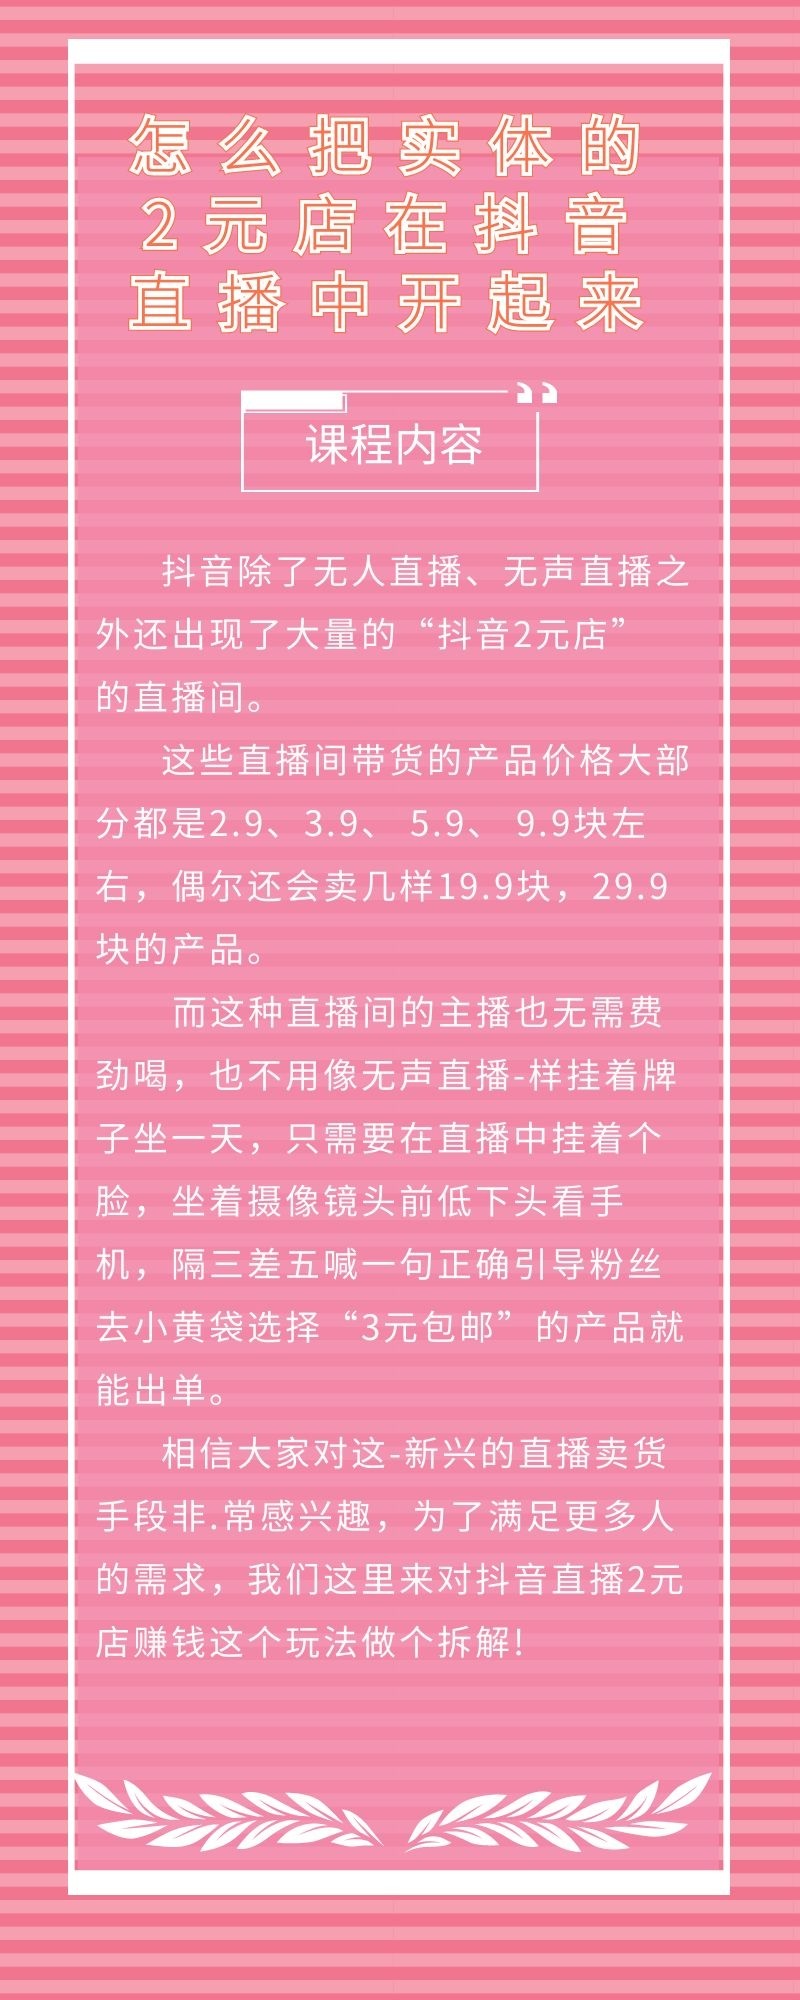 怎么把实体的
2元店在抖音
直播中开起来
课程内容
抖音除了无人直播、无声直播之
外还出现了大量的“抖音2元店”
的直播间。
这些直播间带货的产品价格大部
分都是2.9、3.9、 5.9、 9.9块左
右，偶尔还会卖几样19.9块，29.9
块的产品。
而这种直播间的主播也无需费
劲喝，也不用像无声直播-样挂着牌
子坐一天，只需要在直播中挂着个
脸，坐着摄像镜头前低下头看手
机，隔三差五喊一句正确引导粉丝
去小黄袋选择“3元包邮”的产品就
能出单。
相信大家对这-新兴的直播卖货
手段非.常感兴趣，为了满足更多人
的需求，我们这里来对抖音直播2元
店赚钱这个玩法做个拆解!